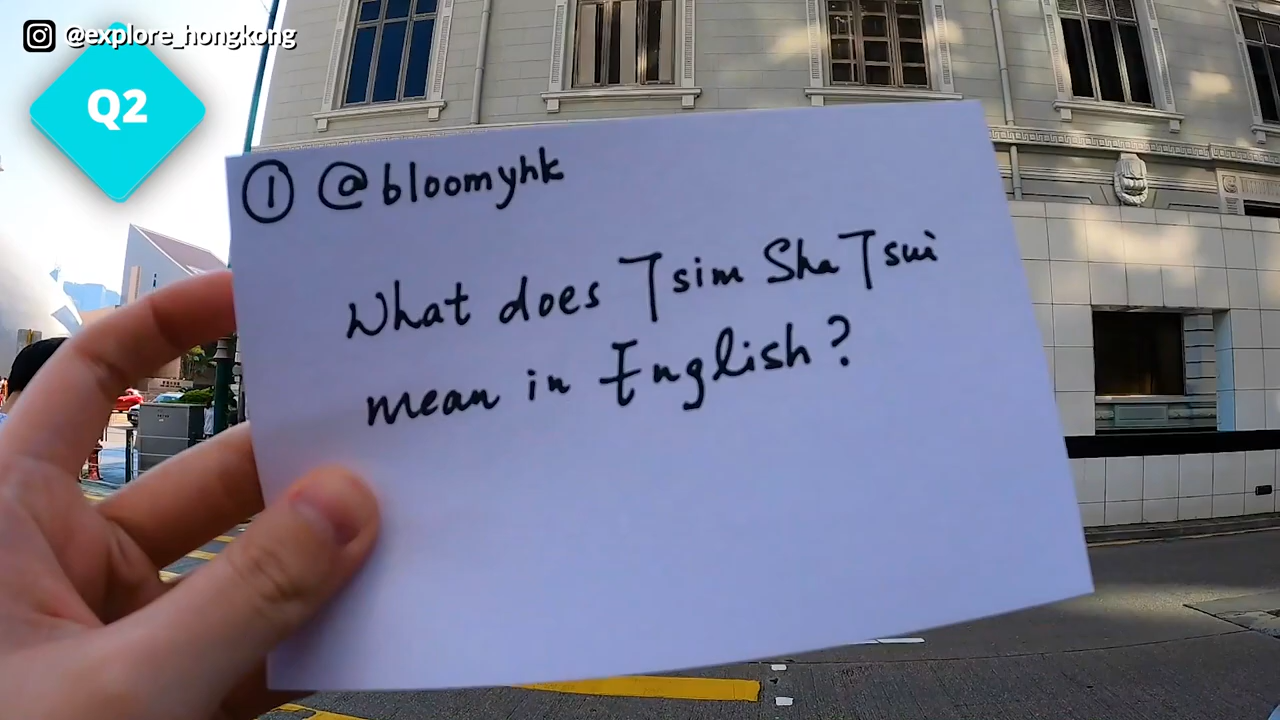 @explore_hongkong
Q2
① @bloomyhk
What does Tsim Sha Tsui
mean in English?